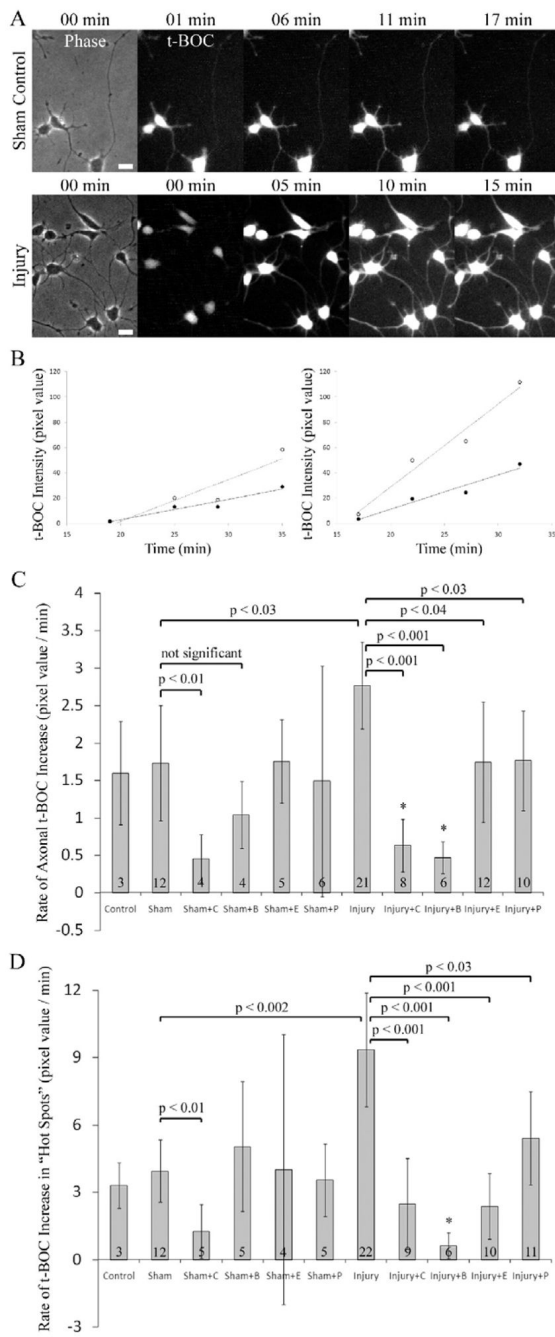 A
00 min 01 min 06 min 11 min 17 min
Phase t-BOC
Sham Control
00 min 00 min 05 min 10 min 15 min
Injury
B
t-BOC Intensity (pixel value)
120
100
80
60
40
20
0
15 20 25 30 35
Time (min)
t-BOC Intensity (pixel value)
120
100
80
60
40
20
0
15 20 25 30 35
Time (min)
C
Rate of Axonal t-BOC Increase (pixel value / min)
4
3.5
3
2.5
2
1.5
1
0.5
0
-0.5
p < 0.03
p < 0.03
p < 0.04
not significant
p < 0.001
p < 0.01
p < 0.001
* *
3 12 4 4 5 6 21 8 6 12 10
Control Sham Sham+C Sham+B Sham+E Sham+P Injury Injury+C Injury+B Injury+E Injury+P
D
Rate of t-BOC Increase in “Hot Spots” (pixel value / min)
12
9
6
3
0
-3
p < 0.03
p < 0.001
p < 0.002
p < 0.001
p < 0.001
p < 0.01
*
3 12 5 5 4 5 22 9 6 10 11
Control Sham Sham+C Sham+B Sham+E Sham+P Injury Injury+C Injury+B Injury+E Injury+P